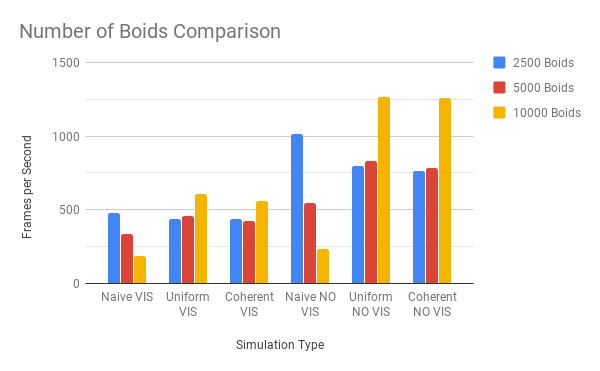 Number of Boids Comparison
1500
1000
500
0
Frames per Second
Naive VIS
Uniform
VIS
Coherent
VIS
Naive NO
VIS
Uniform
NO VIS
Coherent
NO VIS
Simulation Type
2500 Boids
5000 Boids
10000 Boids